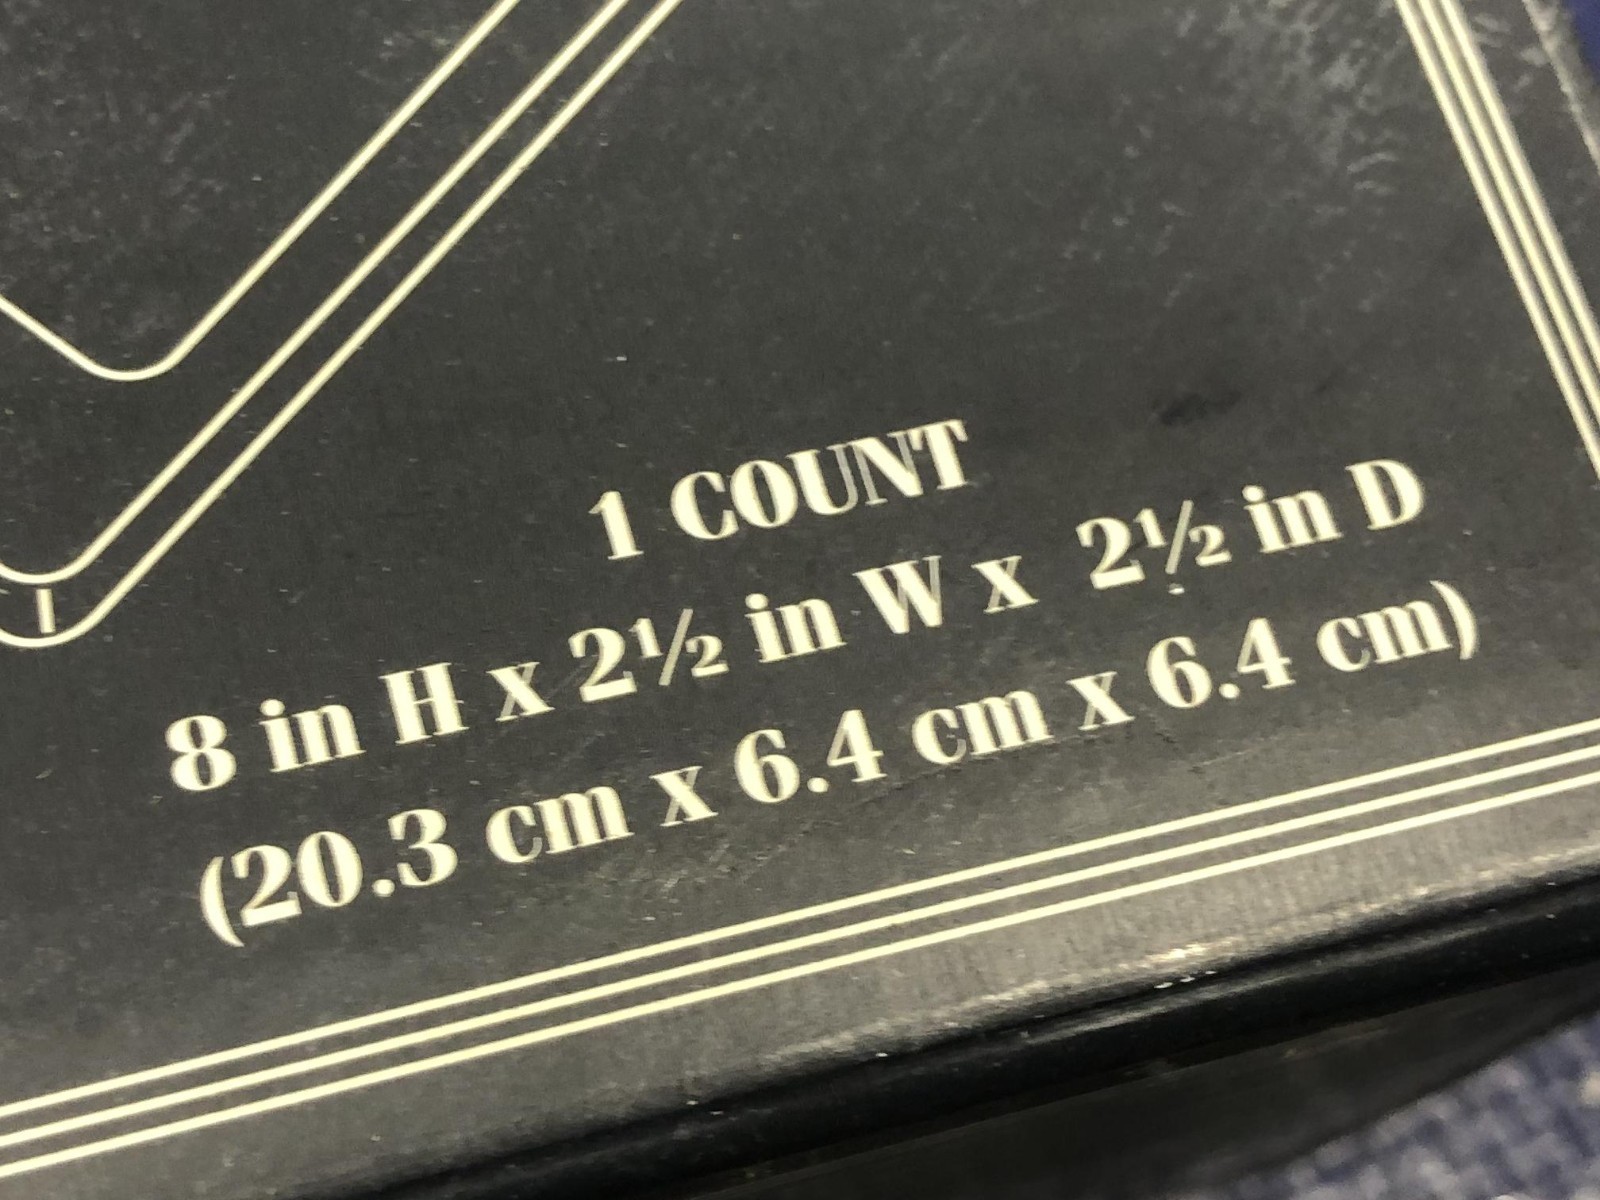 1 COUNT
8 in H x 2½ in W x 2½ in D
(20.3 cm x 6.4 cm x 6.4 cm)